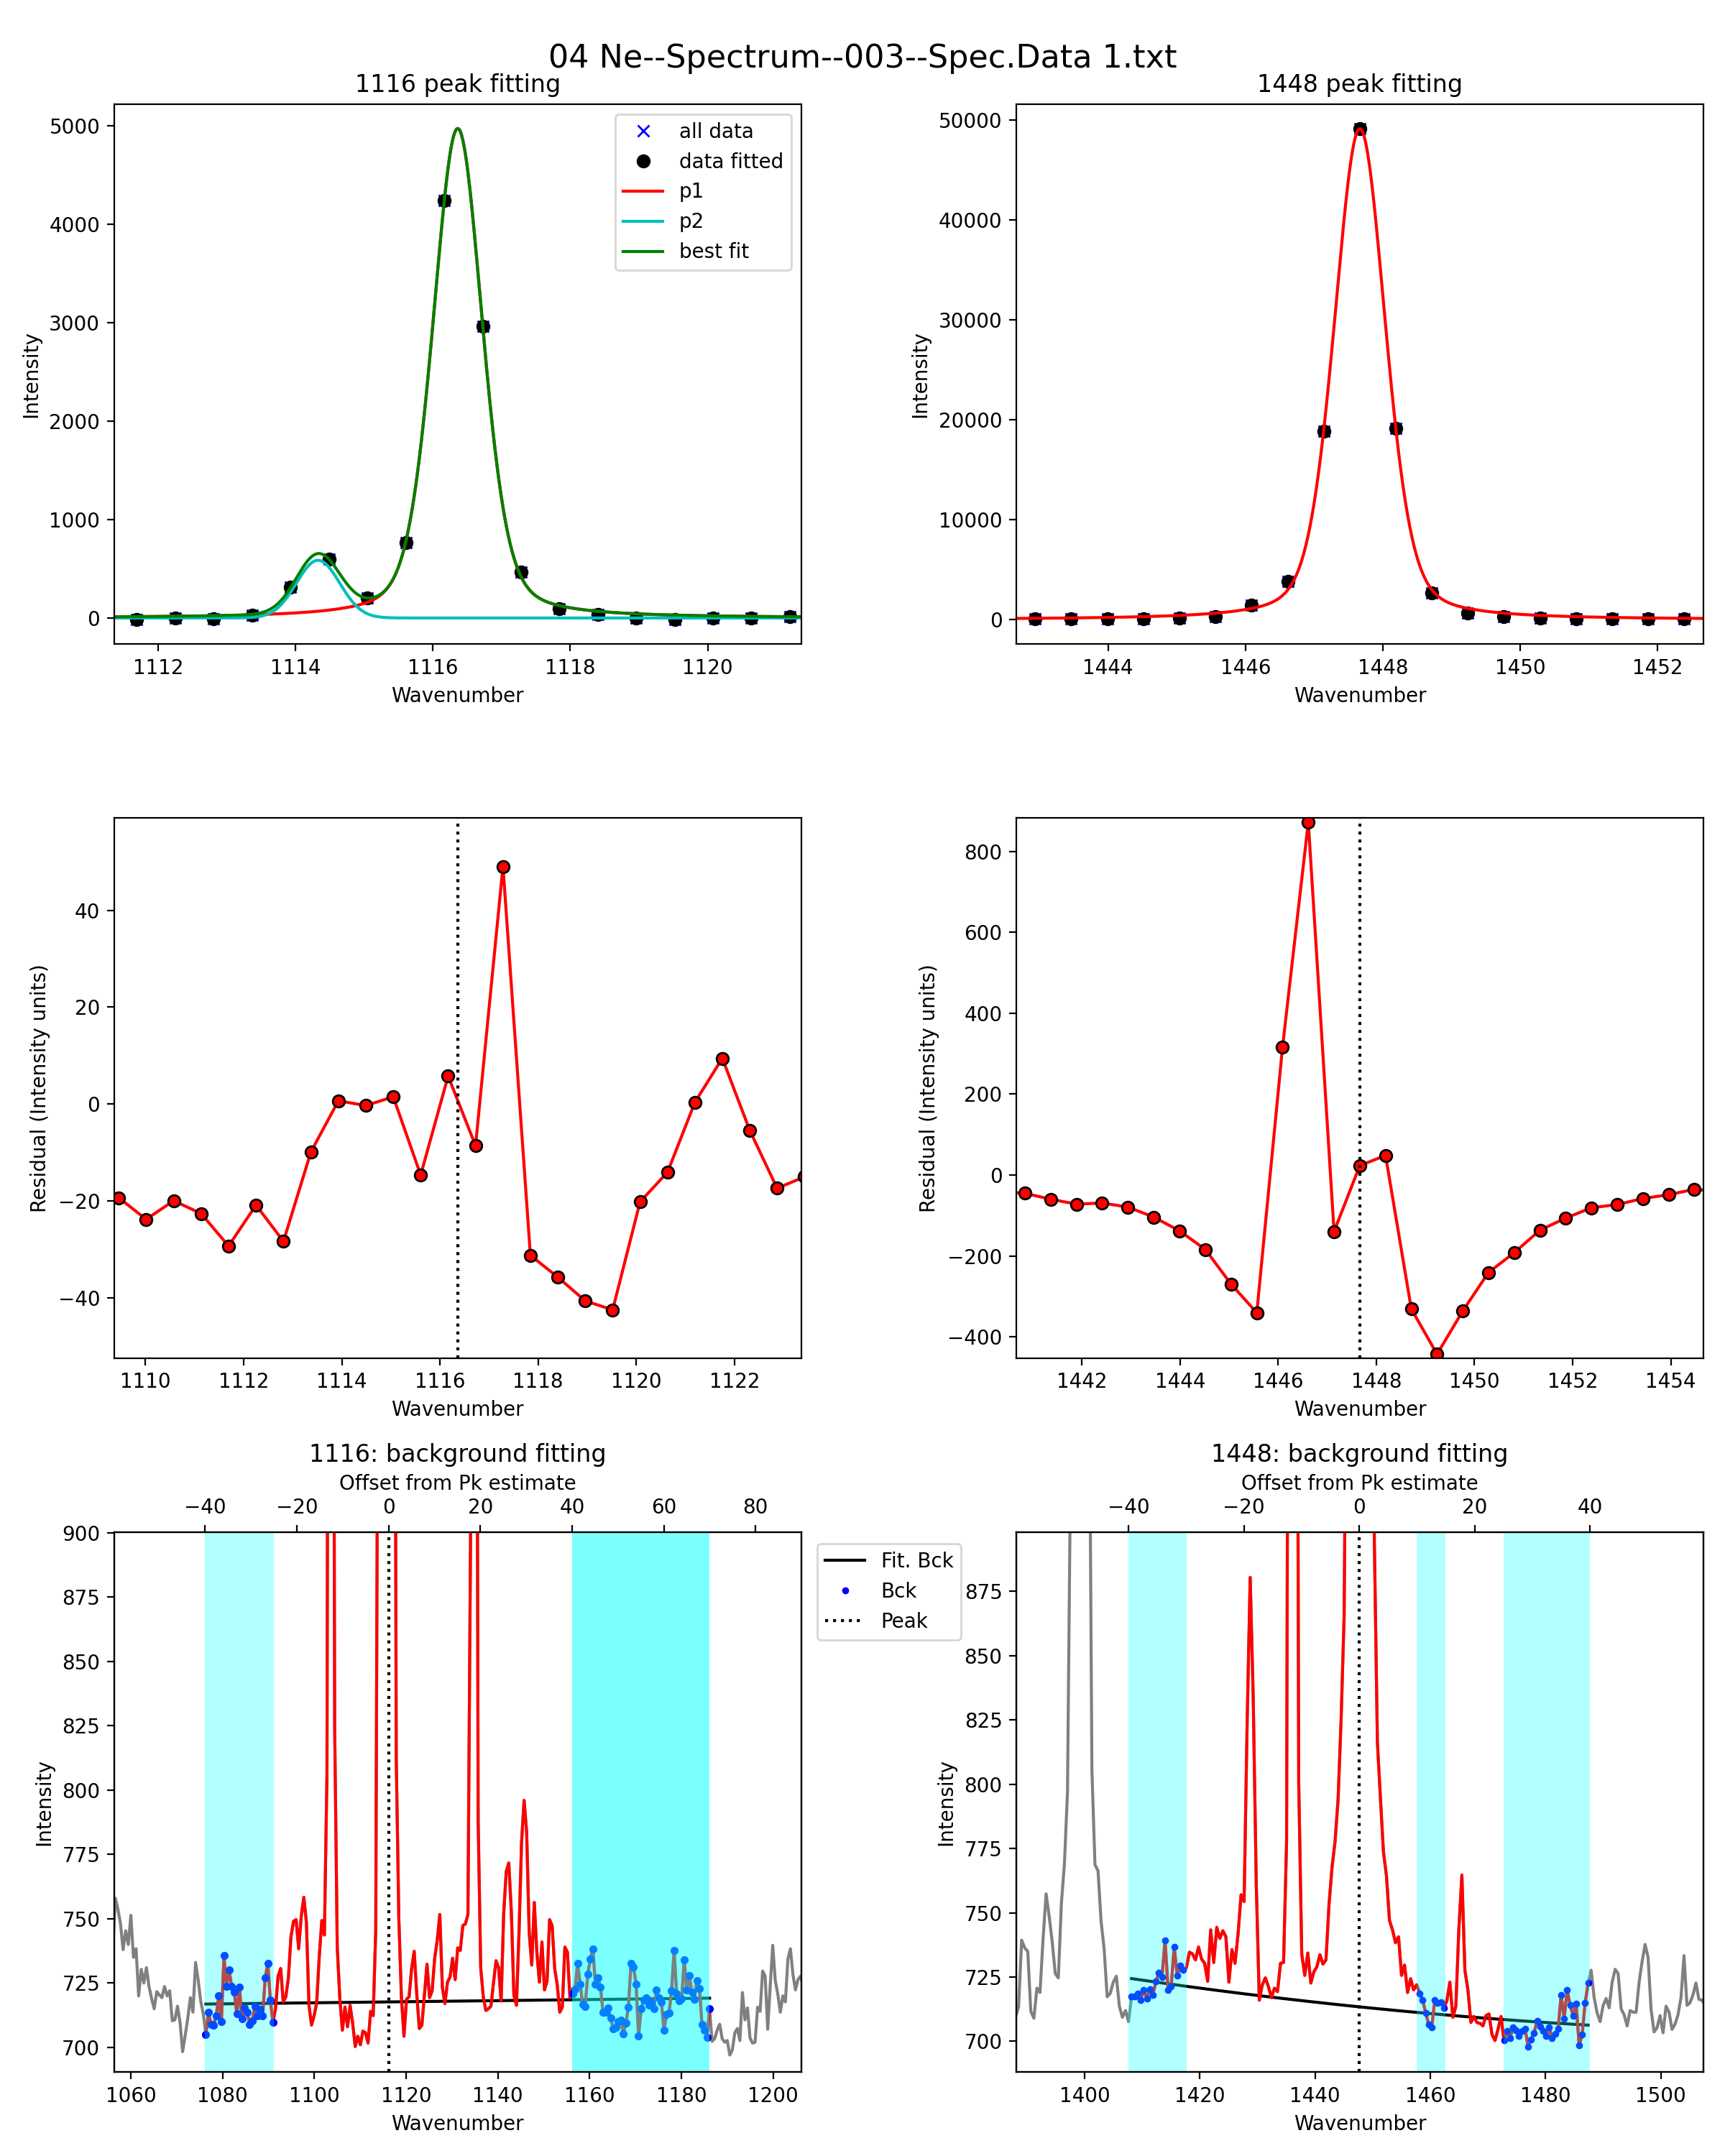 04 Ne--Spectrum--003--Spec.Data 1.txt
1116 peak fitting
5000
4000
3000
2000
1000
0
Intensity
all data
data fitted
p1
p2
best fit
1112 1114 1116 1118 1120
Wavenumber
1448 peak fitting
50000
40000
30000
20000
10000
0
Intensity
1444 1446 1448 1450 1452
Wavenumber
40
20
0
−20
−40
Residual (Intensity units)
1110 1112 1114 1116 1118 1120 1122
Wavenumber
800
600
400
200
0
−200
−400
Residual (Intensity units)
1442 1444 1446 1448 1450 1452 1454
Wavenumber
1116: background fitting
Offset from Pk estimate
−40 −20 0 20 40 60 80
900
875
850
825
800
775
750
725
700
Intensity
1060 1080 1100 1120 1140 1160 1180 1200
Wavenumber
Fit. Bck
Bck
Peak
1448: background fitting
Offset from Pk estimate
−40 −20 0 20 40
875
850
825
800
775
750
725
700
Intensity
1400 1420 1440 1460 1480 1500
Wavenumber